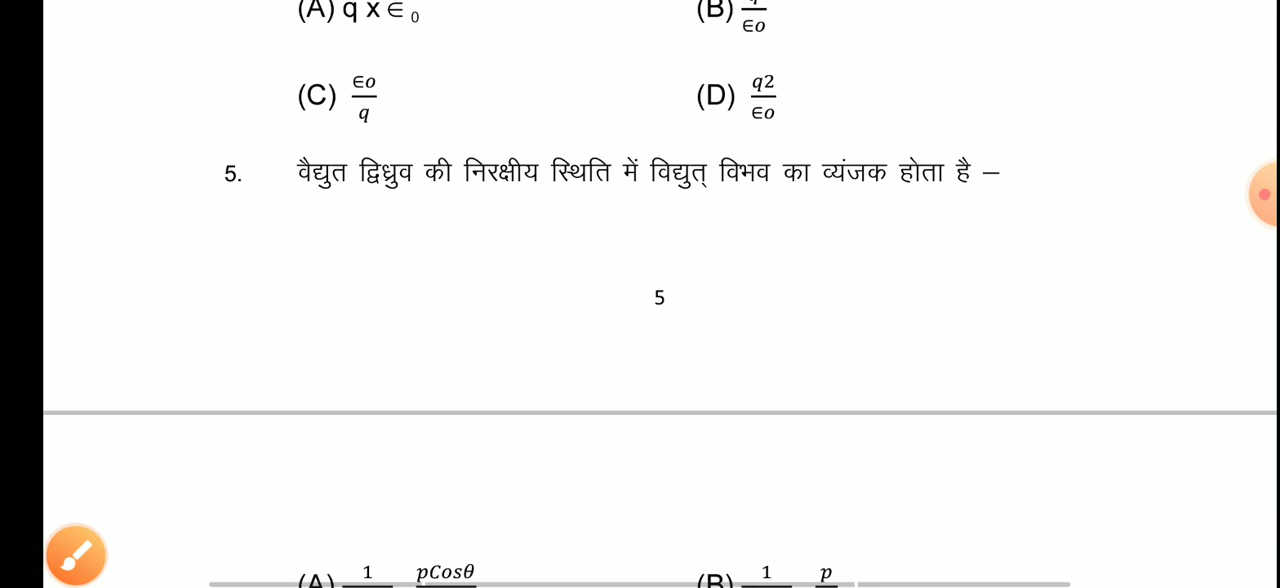 (A) q x ∈ ₀ (B) —/∈o
(C) ∈o/q (D) q2/∈o
5. वैद्युत द्विध्रुव की निरक्षीय स्थिति में विद्युत् विभव का व्यंजक होता है –
5
(A) 1 pCosθ (B) 1 p